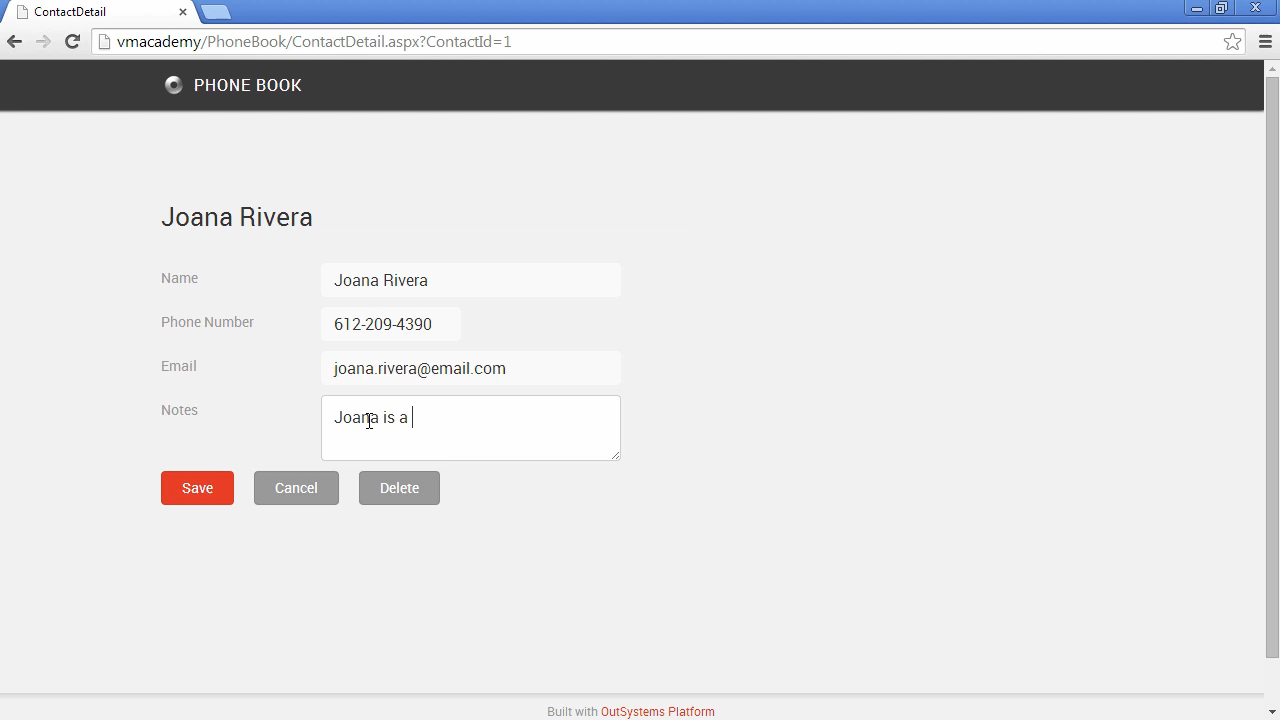 ContactDetail
vmacademy/PhoneBook/ContactDetail.aspx?ContactId=1
PHONE BOOK
Joana Rivera
Name
Joana Rivera
Phone Number
612-209-4390
Email
joana.rivera@email.com
Notes
Joana is a
Save Cancel Delete
Built with OutSystems Platform